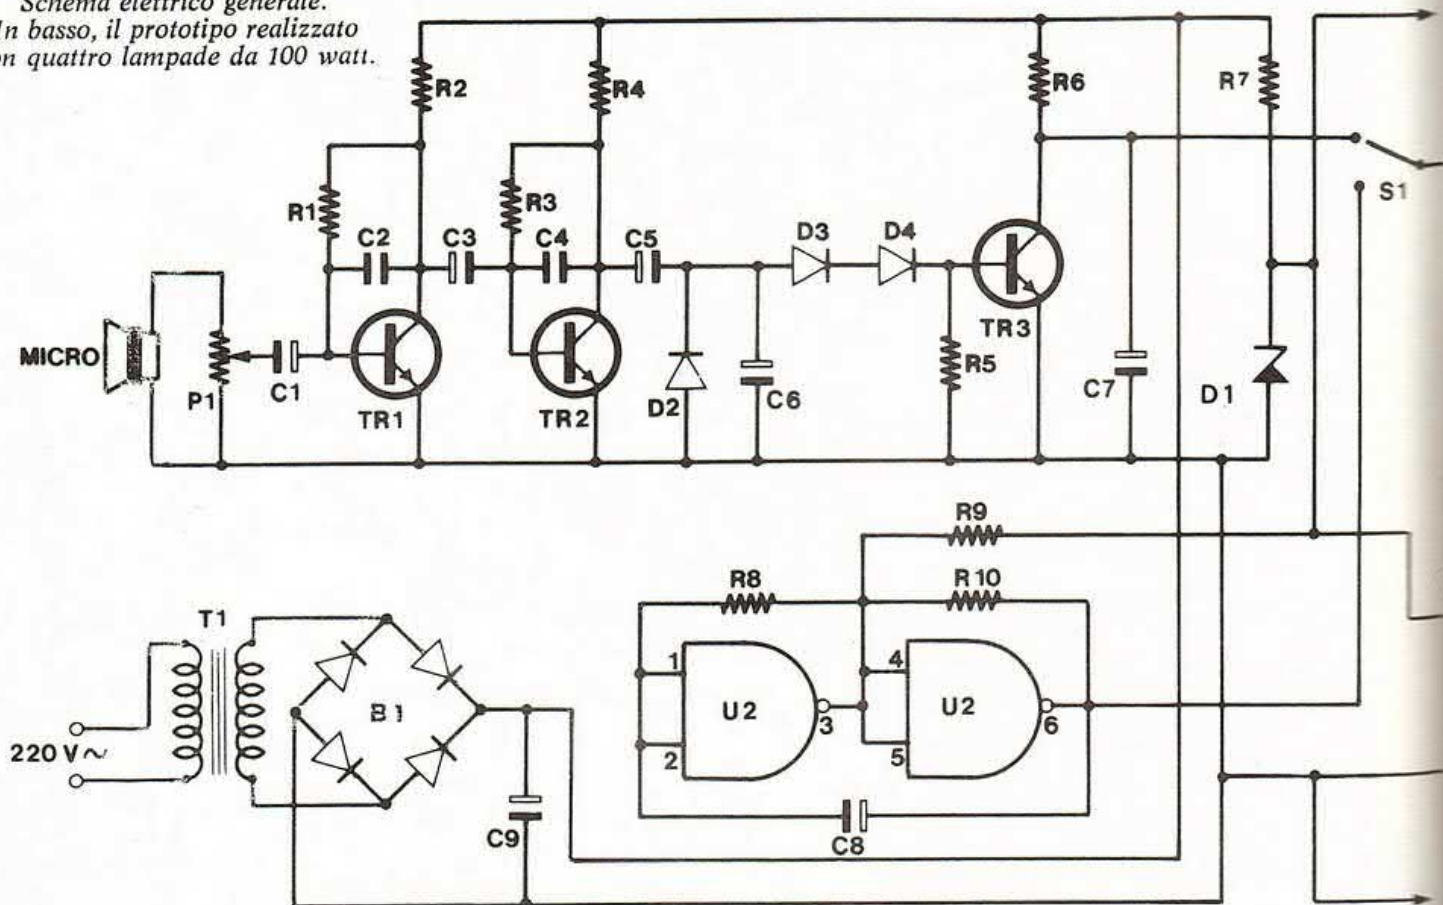 Schema elettrico generale.
In basso, il prototipo realizzato
on quattro lampade da 100 watt.
R2
R4
R6
R7
R1
R3
S1
C2
C3
C4
C5
D3
D4
MICRO
P1
C1
TR1
TR2
D2
C6
R5
TR3
C7
D1
R9
R8
R10
T1
B1
220 V~
1
2
U2
3
4
5
U2
6
C9
C8